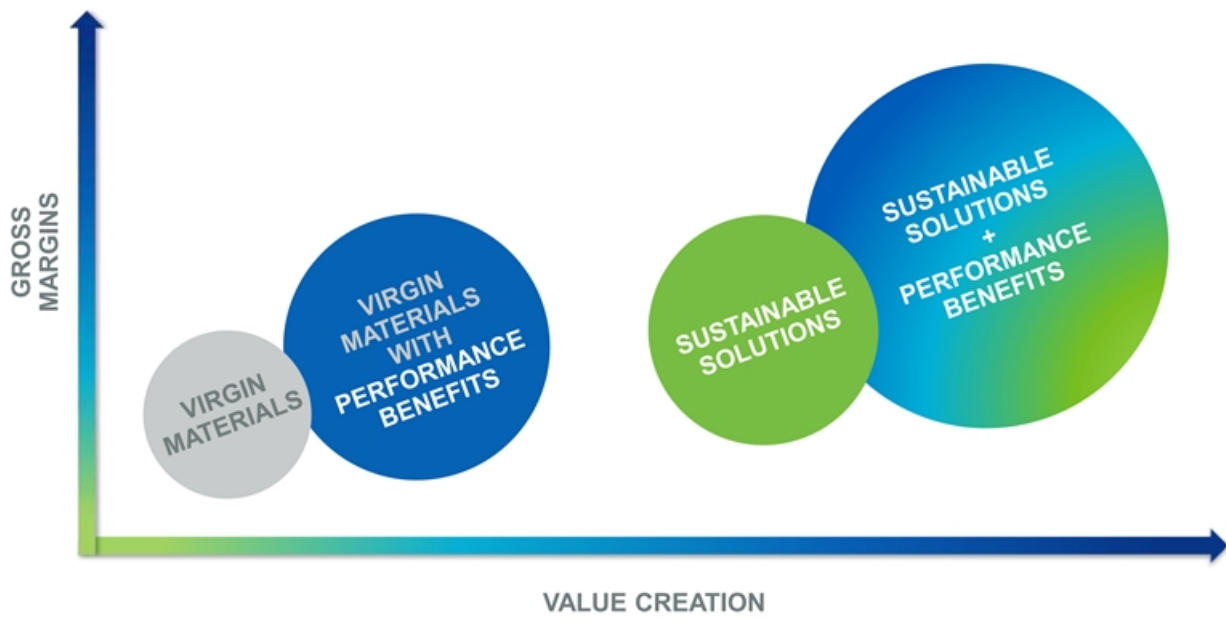 GROSS
MARGINS
VIRGIN
MATERIALS
VIRGIN
MATERIALS
WITH
PERFORMANCE
BENEFITS
SUSTAINABLE
SOLUTIONS
SUSTAINABLE
SOLUTIONS
+
PERFORMANCE
BENEFITS
VALUE CREATION